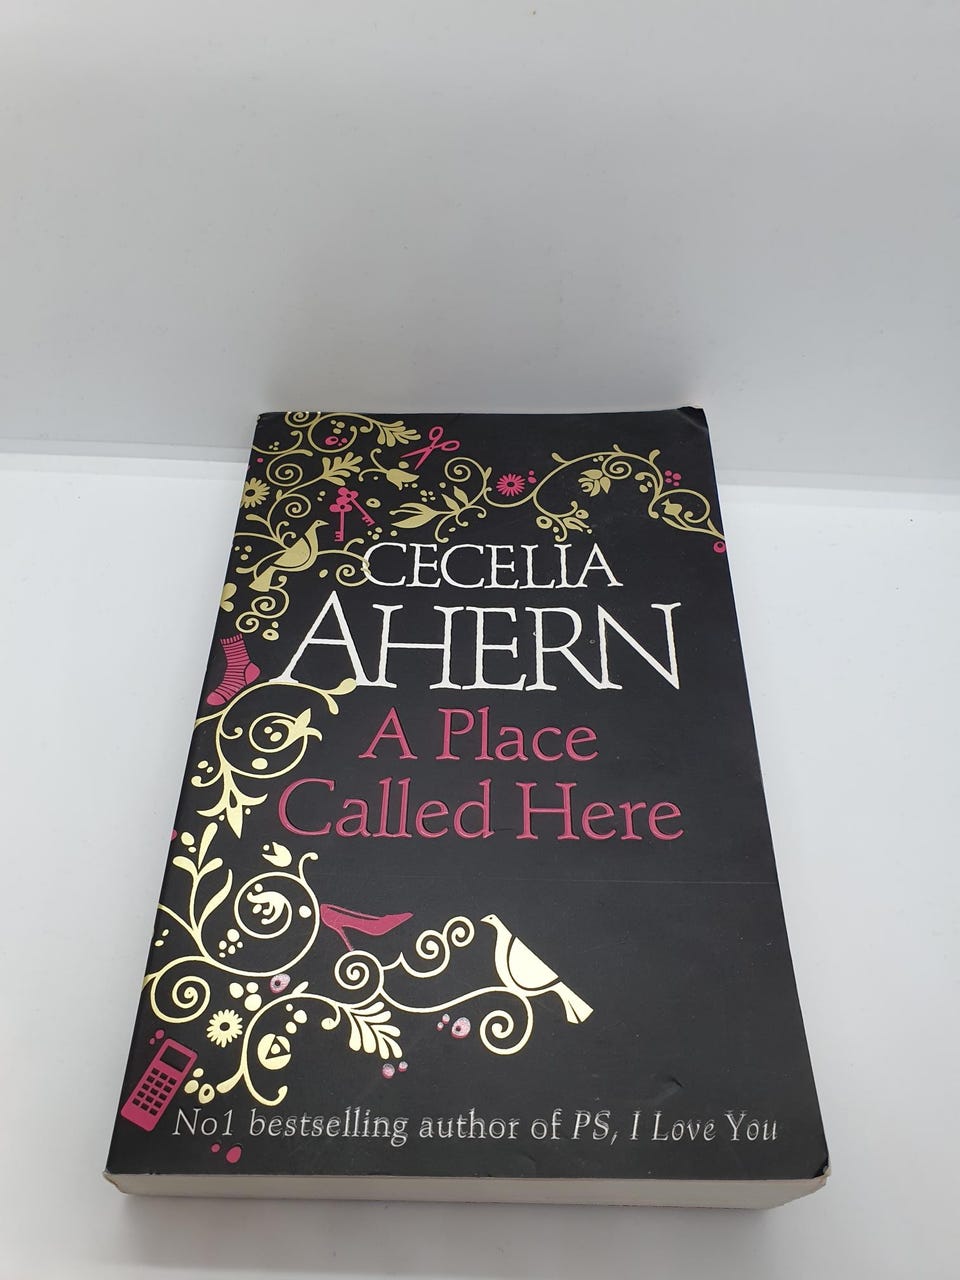 CECELIA
AHERN
A Place
Called Here
No1 bestselling author of PS, I Love You